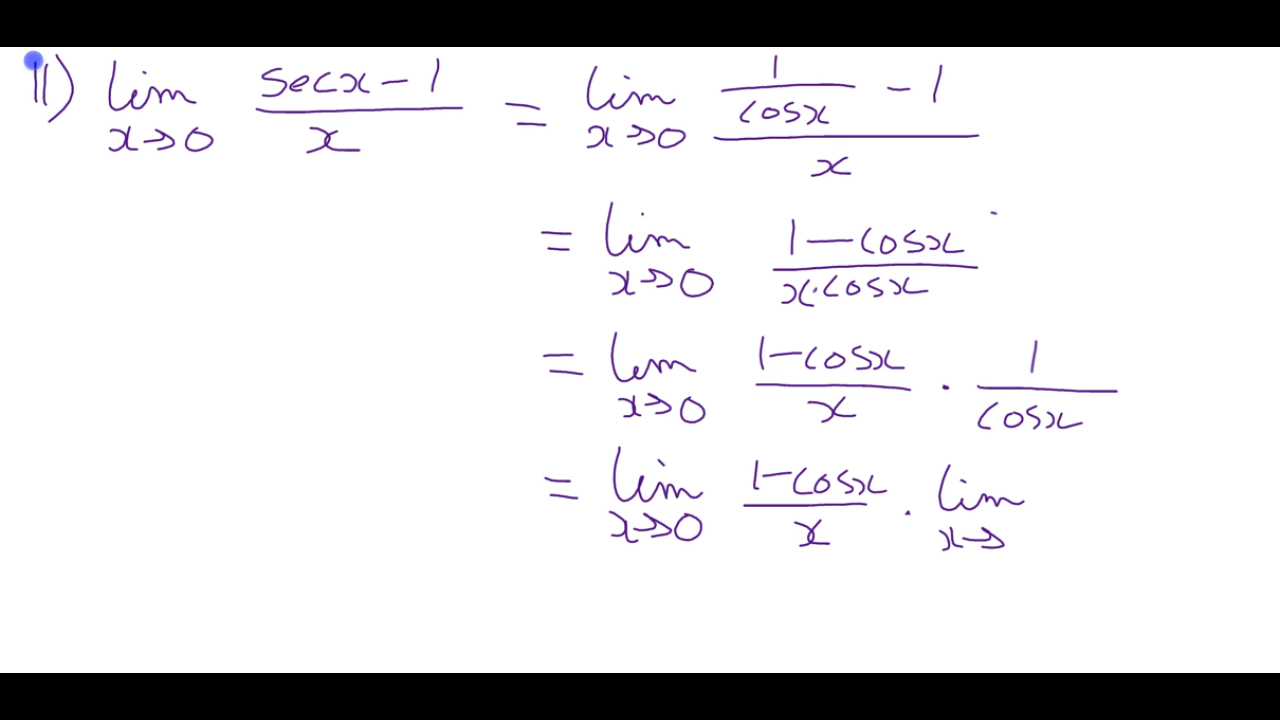 11) lim x→0 (sec x - 1)/x = lim x→0 (1/cos x - 1)/x
= lim x→0 (1 - cos x)/(x · cos x)
= lim x→0 (1 - cos x)/x · 1/cos x
= lim x→0 (1 - cos x)/x · lim x→